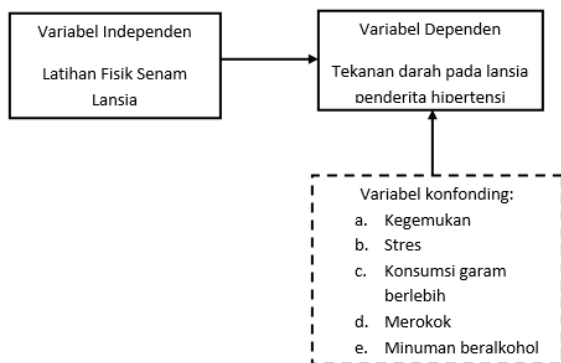 Variabel Independen
Latihan Fisik Senam
Lansia
Variabel Dependen
Tekanan darah pada lansia
penderita hipertensi
Variabel konfonding:
a. Kegemukan
b. Stres
c. Konsumsi garam
berlebih
d. Merokok
e. Minuman beralkohol